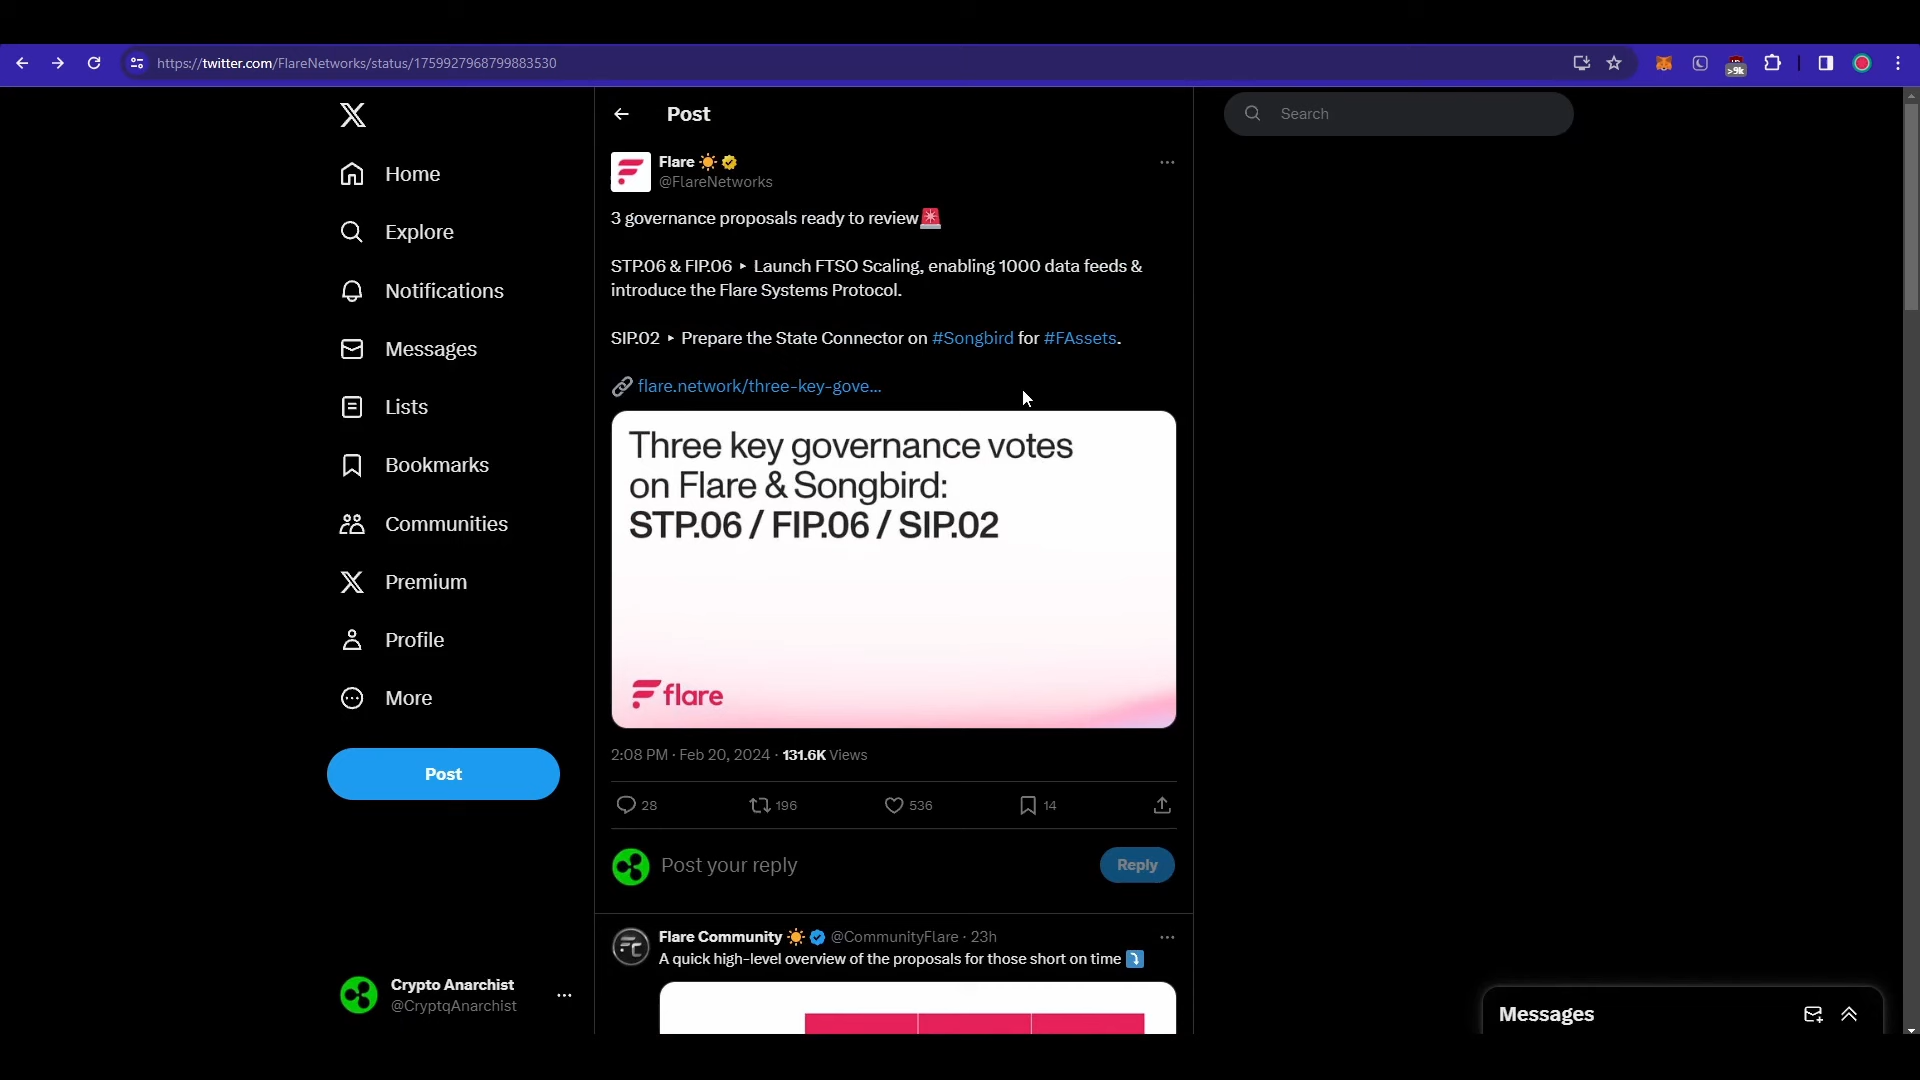 https://twitter.com/FlareNetworks/status/1759927968799883530
>9k
Post
Search
Home
Explore
Notifications
Messages
Lists
Bookmarks
Communities
Premium
Profile
More
Post
Crypto Anarchist
@CryptqAnarchist
Flare
@FlareNetworks
3 governance proposals ready to review
STP.06 & FIP.06 ▸ Launch FTSO Scaling, enabling 1000 data feeds &
introduce the Flare Systems Protocol.
SIP.02 ▸ Prepare the State Connector on #Songbird for #FAssets.
flare.network/three-key-gove...
Three key governance votes
on Flare & Songbird:
STP.06 / FIP.06 / SIP.02
flare
2:08 PM · Feb 20, 2024 · 131.6K Views
28 196 536 14
Post your reply
Reply
Flare Community @CommunityFlare · 23h
A quick high-level overview of the proposals for those short on time
Messages